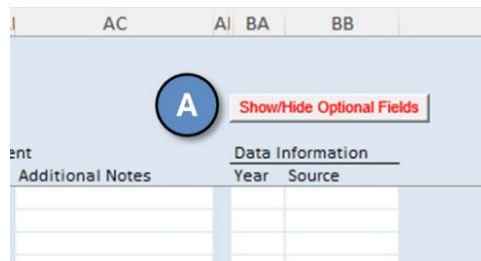 AC BA BB
A Show/Hide Optional Fields
Data Information
Additional Notes Year Source